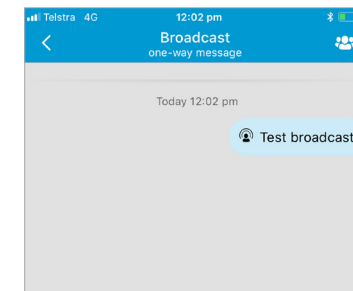 Telstra 4G 12:02 pm
Broadcast
one-way message
Today 12:02 pm
Test broadcast